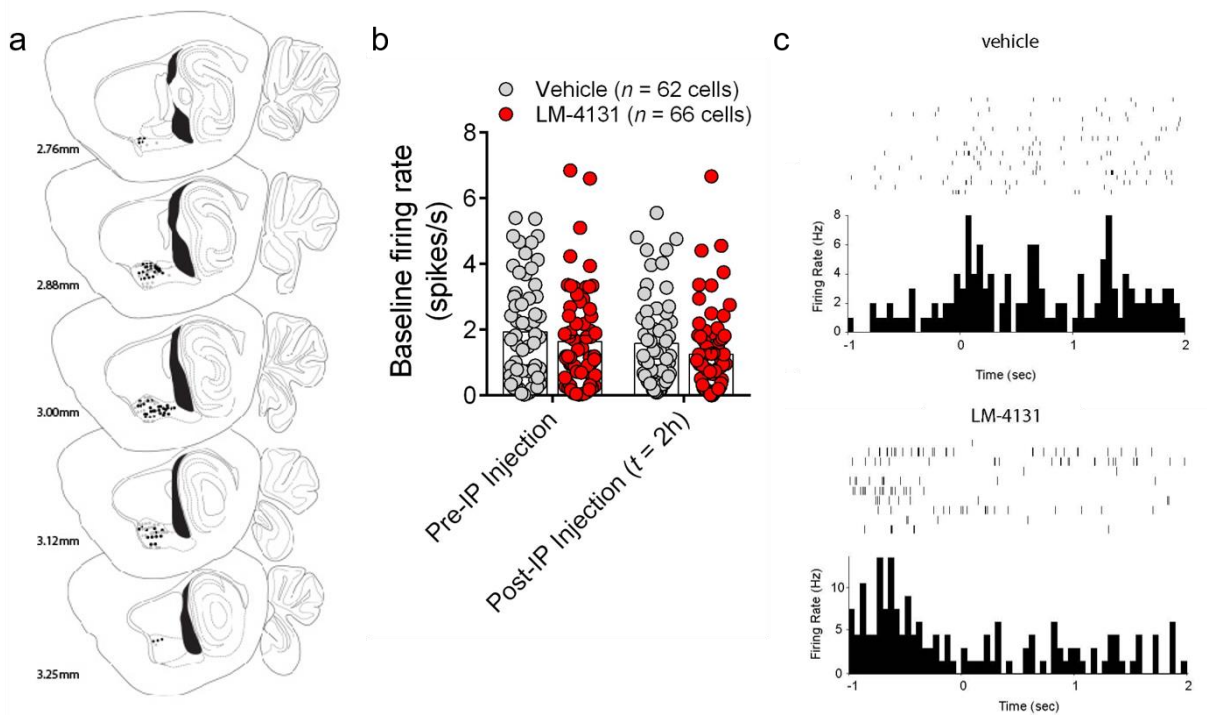 a
2.76mm
2.88mm
3.00mm
3.12mm
3.25mm
b
Vehicle (n = 62 cells)
LM-4131 (n = 66 cells)
Baseline firing rate
(spikes/s)
8
6
4
2
0
Pre-IP Injection
Post-IP Injection (t = 2h)
c
vehicle
Firing Rate (Hz)
8
6
4
2
0
-1 0 1 2
Time (sec)
LM-4131
Firing Rate (Hz)
10
5
0
-1 0 1 2
Time (sec)